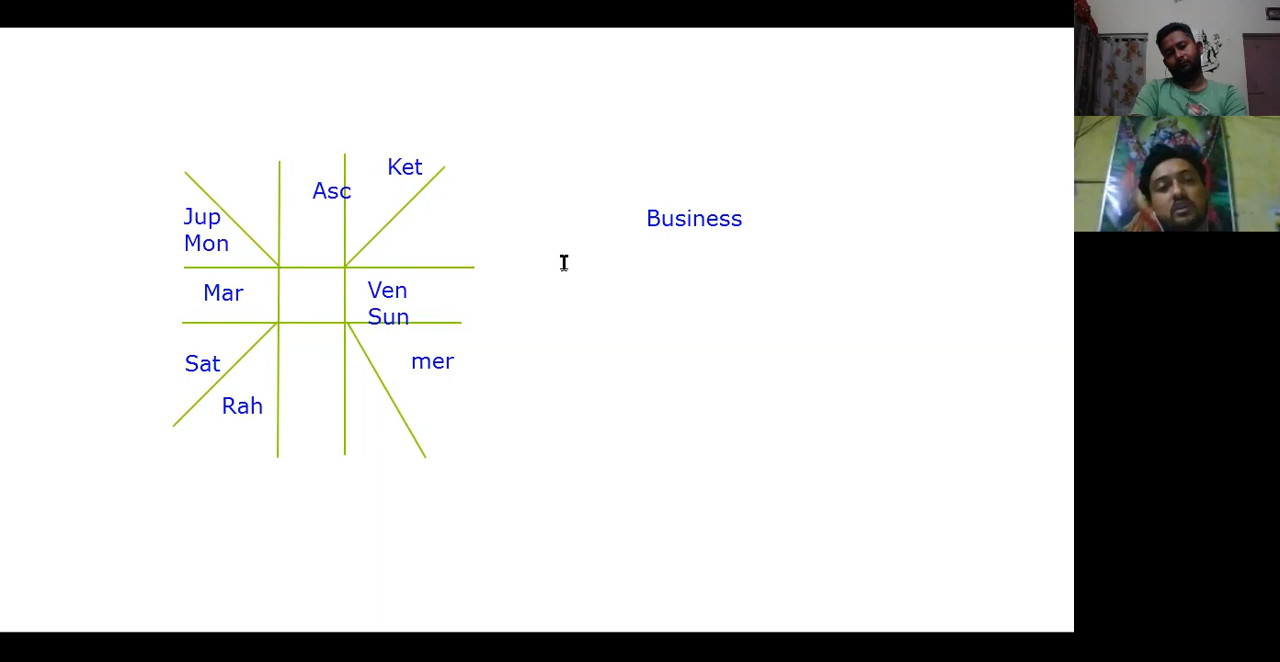 Ket
Asc
Jup
Mon
Business
Mar
Ven
Sun
Sat
mer
Rah